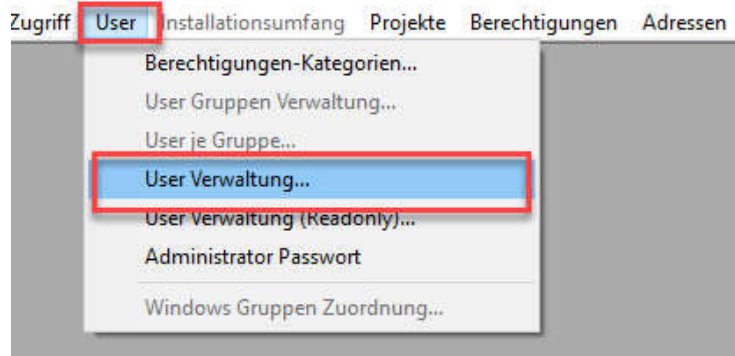 Zugriff User Installationsumfang Projekte Berechtigungen Adressen
Berechtigungen-Kategorien...
User Gruppen Verwaltung...
User je Gruppe...
User Verwaltung...
User Verwaltung (Readonly)...
Administrator Passwort
Windows Gruppen Zuordnung...